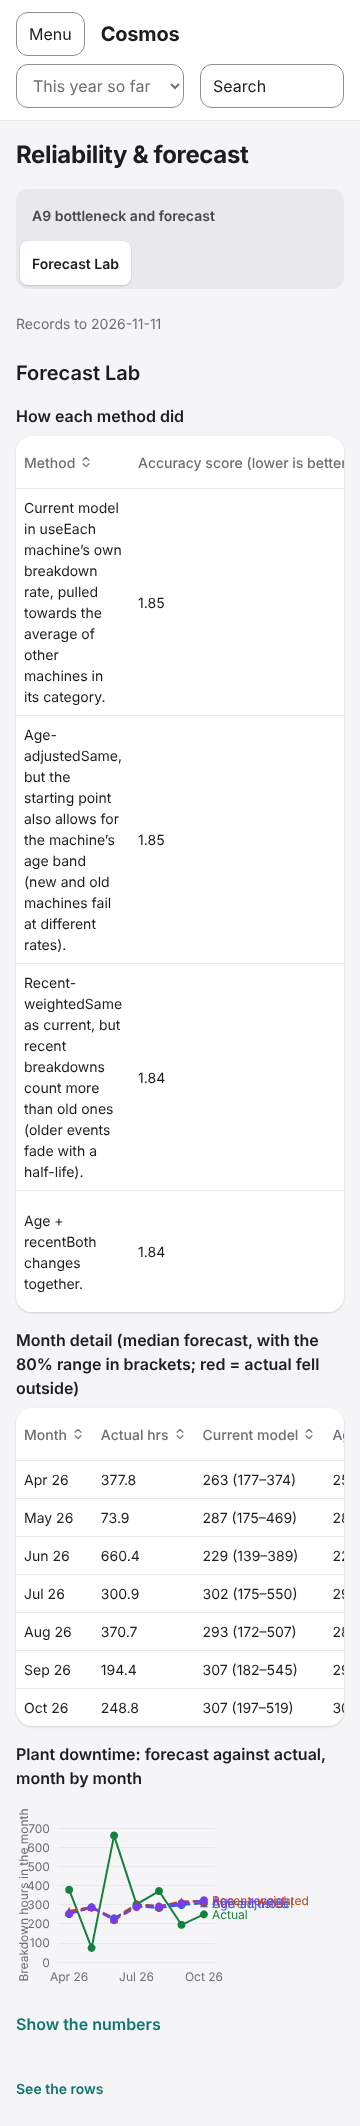 Menu
Cosmos
This year so far
Search
Reliability & forecast
A9 bottleneck and forecast
Forecast Lab
Records to 2026-11-11
Forecast Lab
How each method did
Method
Accuracy score (lower is better
Current model
in useEach
machine’s own
breakdown
rate, pulled
towards the
average of
other
machines in
its category.
1.85
Age-
adjustedSame,
but the
starting point
also allows for
the machine’s
age band
(new and old
machines fail
at different
rates).
1.85
Recent-
weightedSame
as current, but
recent
breakdowns
count more
than old ones
(older events
fade with a
half-life).
1.84
Age +
recentBoth
changes
together.
1.84
Month detail (median forecast, with the
80% range in brackets; red = actual fell
outside)
Month Actual hrs Current model
Apr 26 377.8 263 (177–374)
May 26 73.9 287 (175–469)
Jun 26 660.4 229 (139–389)
Jul 26 300.9 302 (175–550)
Aug 26 370.7 293 (172–507)
Sep 26 194.4 307 (182–545)
Oct 26 248.8 307 (197–519)
Plant downtime: forecast against actual,
month by month
Breakdown hours in the month
700
600
500
400
300
200
100
0
Apr 26 Jul 26 Oct 26
Actual
Show the numbers
See the rows